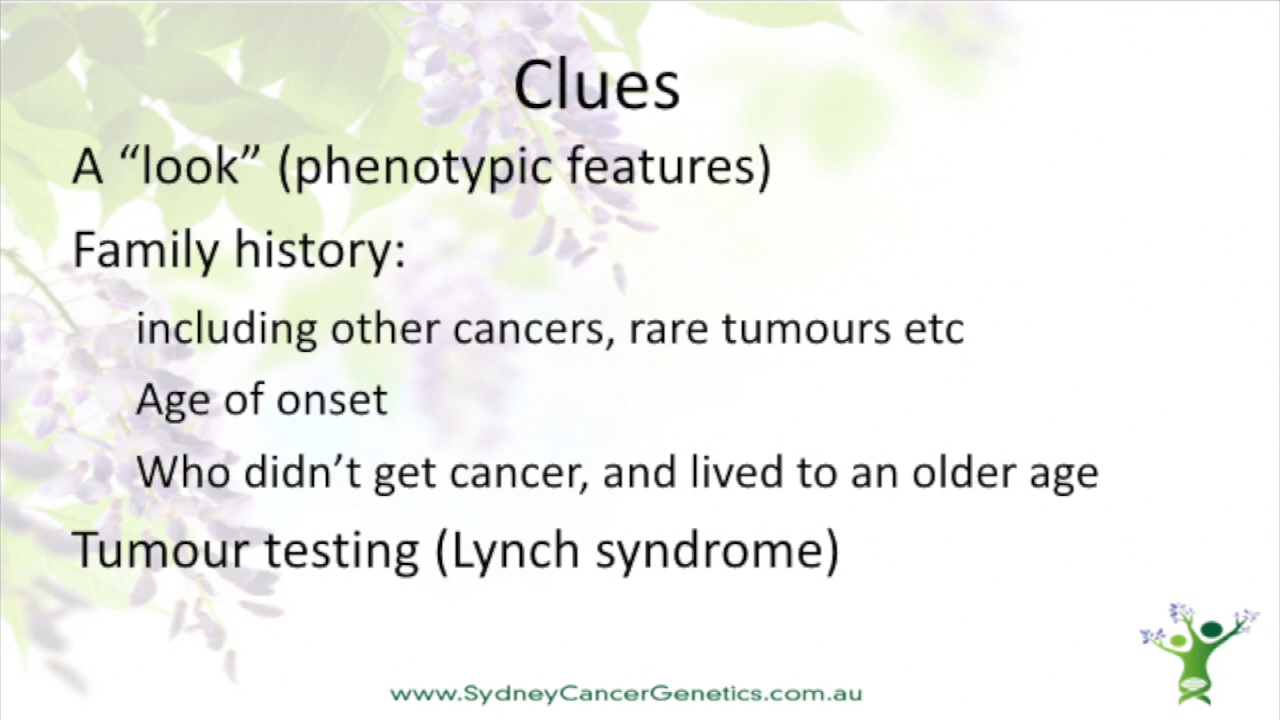 Clues
A “look” (phenotypic features)
Family history:
including other cancers, rare tumours etc
Age of onset
Who didn’t get cancer, and lived to an older age
Tumour testing (Lynch syndrome)
www.SydneyCancerGenetics.com.au